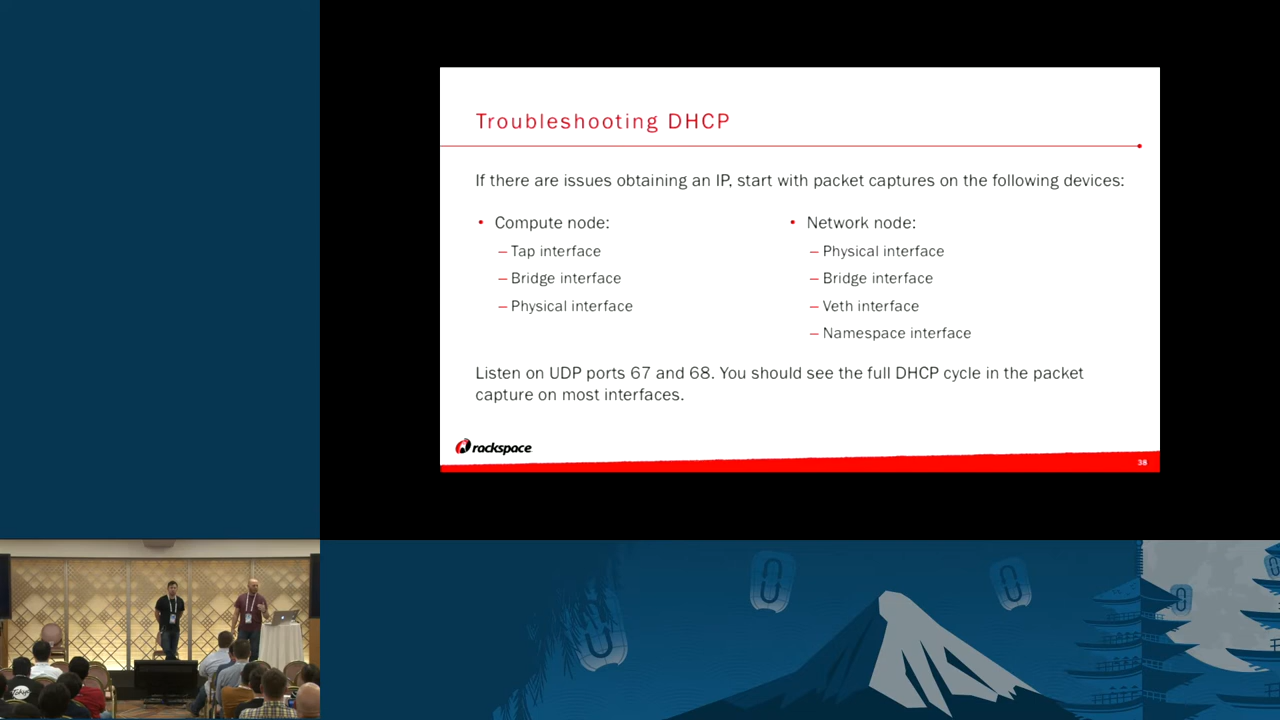 Troubleshooting DHCP
If there are issues obtaining an IP, start with packet captures on the following devices:
• Compute node:
– Tap interface
– Bridge interface
– Physical interface
• Network node:
– Physical interface
– Bridge interface
– Veth interface
– Namespace interface
Listen on UDP ports 67 and 68. You should see the full DHCP cycle in the packet
capture on most interfaces.
rackspace
38